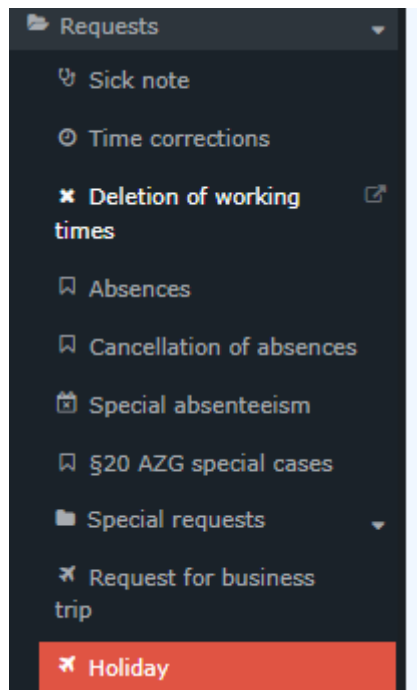 Requests
Sick note
Time corrections
Deletion of working
times
Absences
Cancellation of absences
Special absenteeism
§20 AZG special cases
Special requests
Request for business
trip
Holiday